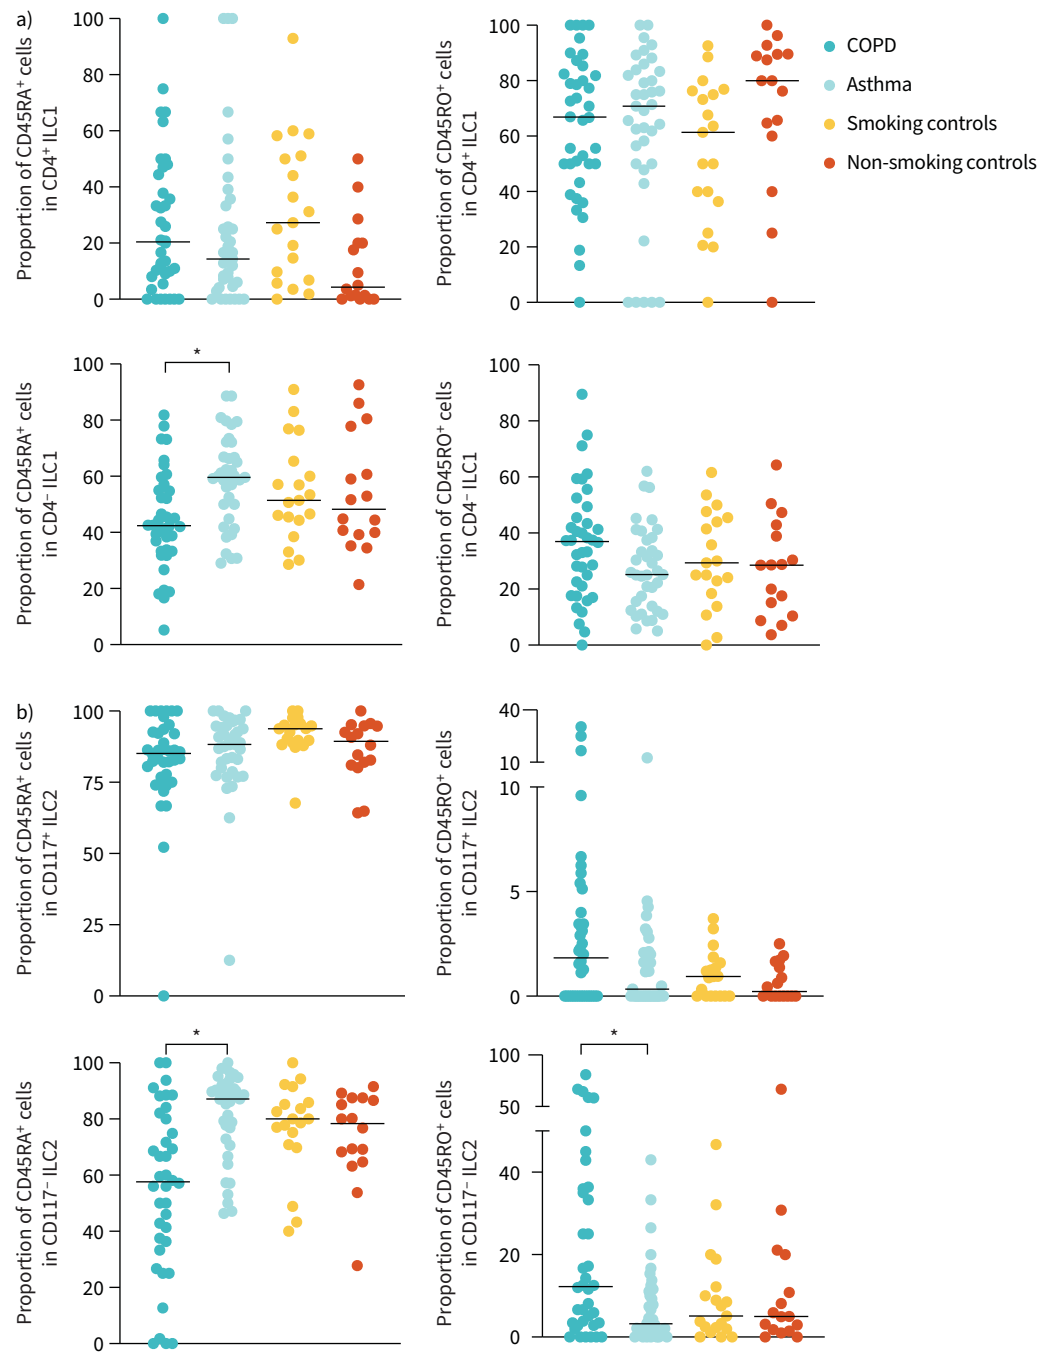 a)
Proportion of CD45RA⁺ cells
in CD4⁺ ILC1
100
80
60
40
20
0
Proportion of CD45RO⁺ cells
in CD4⁺ ILC1
100
80
60
40
20
0
COPD
Asthma
Smoking controls
Non-smoking controls
Proportion of CD45RA⁺ cells
in CD4⁻ ILC1
100
80
60
40
20
0
*
Proportion of CD45RO⁺ cells
in CD4⁻ ILC1
100
80
60
40
20
0
b)
Proportion of CD45RA⁺ cells
in CD117⁺ ILC2
100
75
50
25
0
Proportion of CD45RO⁺ cells
in CD117⁺ ILC2
40
10
10
5
0
Proportion of CD45RA⁺ cells
in CD117⁻ ILC2
100
80
60
40
20
0
*
Proportion of CD45RO⁺ cells
in CD117⁻ ILC2
100
50
40
20
0
*